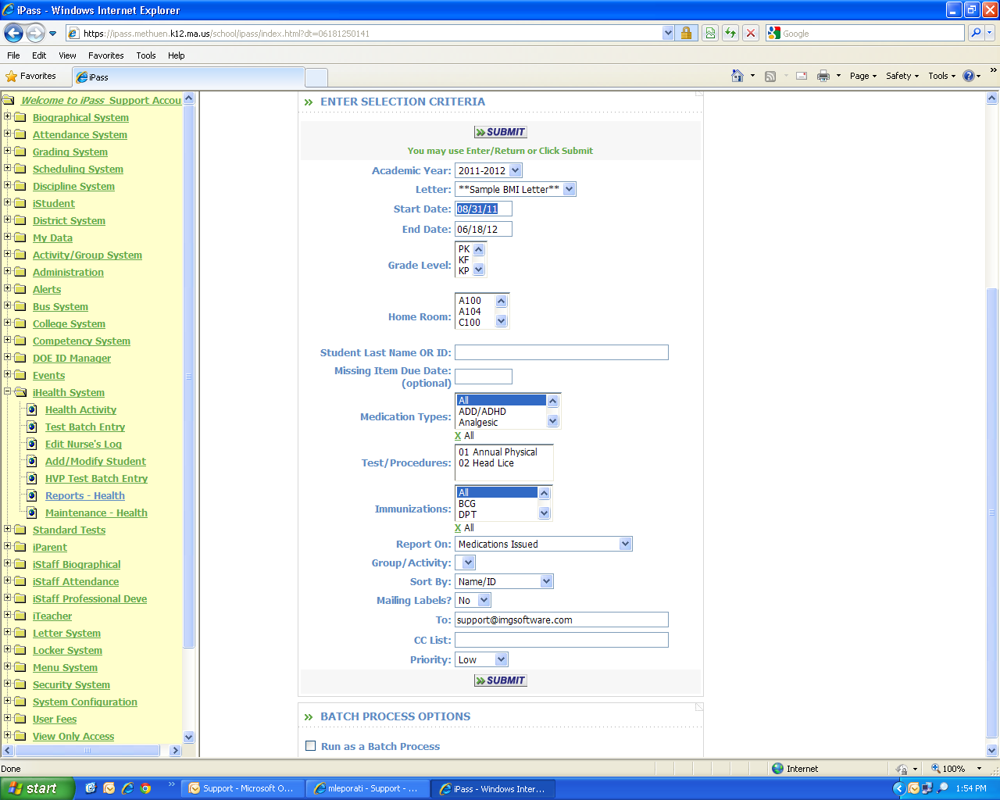 iPass - Windows Internet Explorer
https://ipass.methuen.k12.ma.us/school/ipass/index.html?dt=06181250141
Google
File Edit View Favorites Tools Help
Favorites
iPass
Page Safety Tools
Welcome to iPass Support Accou
Biographical System
Attendance System
Grading System
Scheduling System
Discipline System
iStudent
District System
My Data
Activity/Group System
Administration
Alerts
Bus System
College System
Competency System
DOE ID Manager
Events
iHealth System
Health Activity
Test Batch Entry
Edit Nurse's Log
Add/Modify Student
HVP Test Batch Entry
Reports - Health
Maintenance - Health
Standard Tests
iParent
iStaff Biographical
iStaff Attendance
iStaff Professional Deve
iTeacher
Letter System
Locker System
Menu System
Security System
System Configuration
User Fees
View Only Access
ENTER SELECTION CRITERIA
SUBMIT
You may use Enter/Return or Click Submit
Academic Year: 2011-2012
Letter: **Sample BMI Letter**
Start Date: 08/31/11
End Date: 06/18/12
PK
KF
Grade Level:
KP
A100
A104
Home Room:
C100
Student Last Name OR ID:
Missing Item Due Date:
(optional)
All
ADD/ADHD
Medication Types:
Analgesic
X All
01 Annual Physical
Test/Procedures:
02 Head Lice
All
BCG
Immunizations:
DPT
X All
Report On: Medications Issued
Group/Activity:
Sort By: Name/ID
Mailing Labels? No
To: support@imgsoftware.com
CC List:
Priority: Low
SUBMIT
BATCH PROCESS OPTIONS
Run as a Batch Process
Done
Internet
100%
start
Support - Microsoft O...
mleporati - Support - ...
iPass - Windows Inter...
1:54 PM